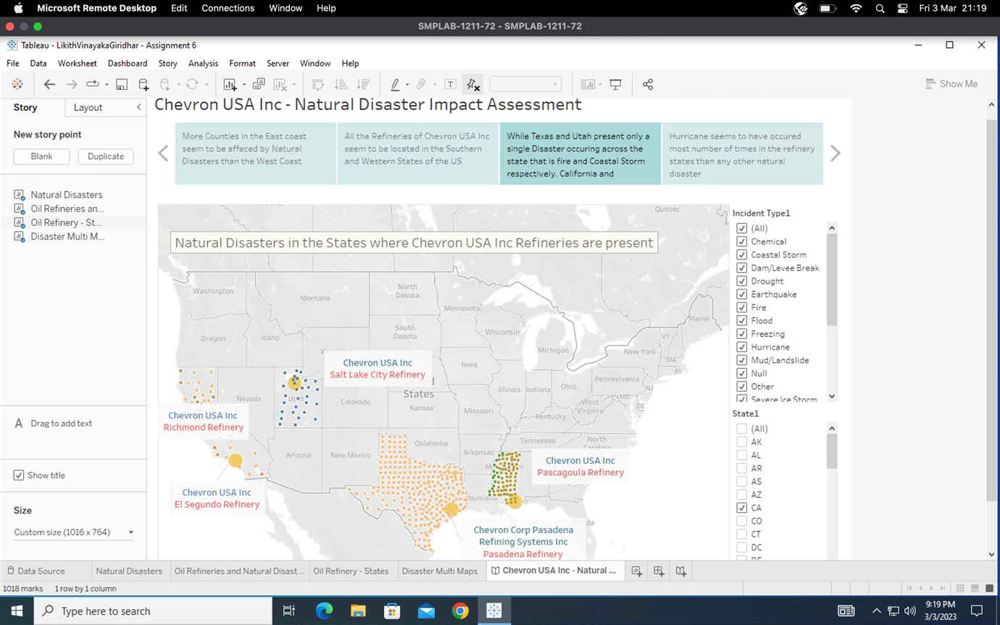 Microsoft Remote Desktop Edit Connections Window Help Fri 3 Mar 21:19
SMPLAB-1211-72 - SMPLAB-1211-72
Tableau - LikithVinayakaGiridhar - Assignment 6
File Data Worksheet Dashboard Story Analysis Format Server Window Help
Show Me
Story Layout
New story point
Blank Duplicate
Natural Disasters
Oil Refineries an...
Oil Refinery - St...
Disaster Multi M...
A Drag to add text
Show title
Size
Custom size (1016 x 764)
Chevron USA Inc - Natural Disaster Impact Assessment
More Counties in the East coast
seem to be affeced by Natural
Disasters than the West Coast
All the Refineries of Chevron USA Inc
seem to be located in the Southern
and Western States of the US
While Texas and Utah present only a
single Disaster occuring across the
state that is fire and Coastal Storm
respectively. California and
Hurricane seems to have occured
most number of times in the refinery
states than any other natural
disaster
Natural Disasters in the States where Chevron USA Inc Refineries are present
Quebec
Washington
Montana
North
Dakota
Minnesota
Maine
Oregon
Idaho
South
Dakota
Wisconsin
Michigan
VT
New York
MA
RI
Iowa
Chevron USA Inc
Salt Lake City Refinery
Pennsylvania
NJ
Nevada
Utah
Colorado
States
Kansas
Illinois
Indiana
Ohio
MD
DE
West
Virginia
Missouri
Kentucky
Chevron USA Inc
Richmond Refinery
Arizona
New Mexico
Oklahoma
Arkansas
Tennessee
North
Carolina
Chevron USA Inc
Pascagoula Refinery
Chevron USA Inc
El Segundo Refinery
ouisiana
da
Chevron Corp Pasadena
Refining Systems Inc
Pasadena Refinery
Incident Type1
(All)
Chemical
Coastal Storm
Dam/Levee Break
Drought
Earthquake
Fire
Flood
Freezing
Hurricane
Mud/Landslide
Null
Other
Severe Ice Storm
State1
(All)
AK
AL
AR
AS
AZ
CA
CO
CT
DC
DE
Data Source Natural Disasters Oil Refineries and Natural Disast... Oil Refinery - States Disaster Multi Maps Chevron USA Inc - Natural ...
1018 marks 1 row by 1 column
Type here to search
9:19 PM
3/3/2023